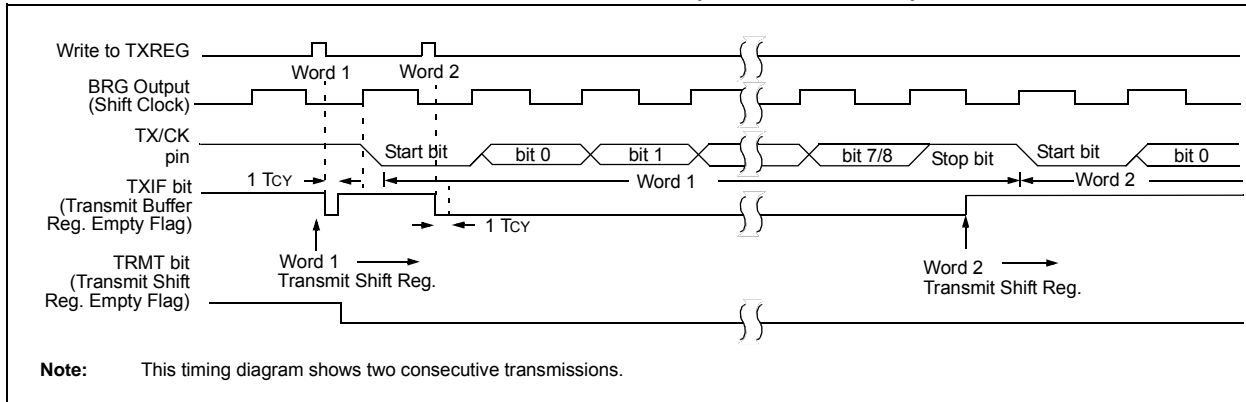 Write to TXREG
Word 1
Word 2
BRG Output
(Shift Clock)
TX/CK
pin
Start bit
bit 0
bit 1
bit 7/8
Stop bit
Start bit
bit 0
1 TCY
Word 1
Word 2
TXIF bit
(Transmit Buffer
Reg. Empty Flag)
1 TCY
Word 1
Transmit Shift Reg.
Word 2
Transmit Shift Reg.
TRMT bit
(Transmit Shift
Reg. Empty Flag)
Note: This timing diagram shows two consecutive transmissions.